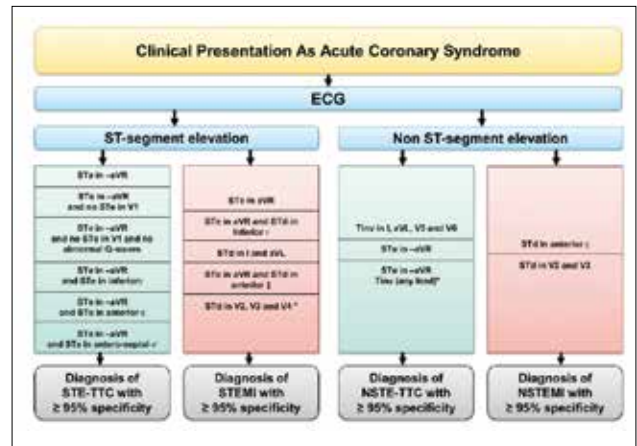 Clinical Presentation As Acute Coronary Syndrome
ECG
ST-segment elevation
Non ST-segment elevation
STe in -aVR
STe in -aVR
and no STe in V1
STe in -aVR
and no STe in V1 and no
abnormal Q-waves
STe in -aVR
and STe in inferior
STe in -aVR
and STe in anterior
STe in -aVR
and STe in antero-septal
STe in aVR
STe in aVR and STd in
inferior
STd in I and aVL
STe in aVR and STd in
anterior
STd in V2, V3 and V4
Tinv in I, aVL, V5 and V6
STe in -aVR
STe in -aVR
Tinv (any lead)*
STd in anterior
STd in V2 and V3
Diagnosis of
STE-TTC with
≥ 95% specificity
Diagnosis of
STEMI with
≥ 95% specificity
Diagnosis of
NSTE-TTC with
≥ 95% specificity
Diagnosis of
NSTEMI with
≥ 95% specificity